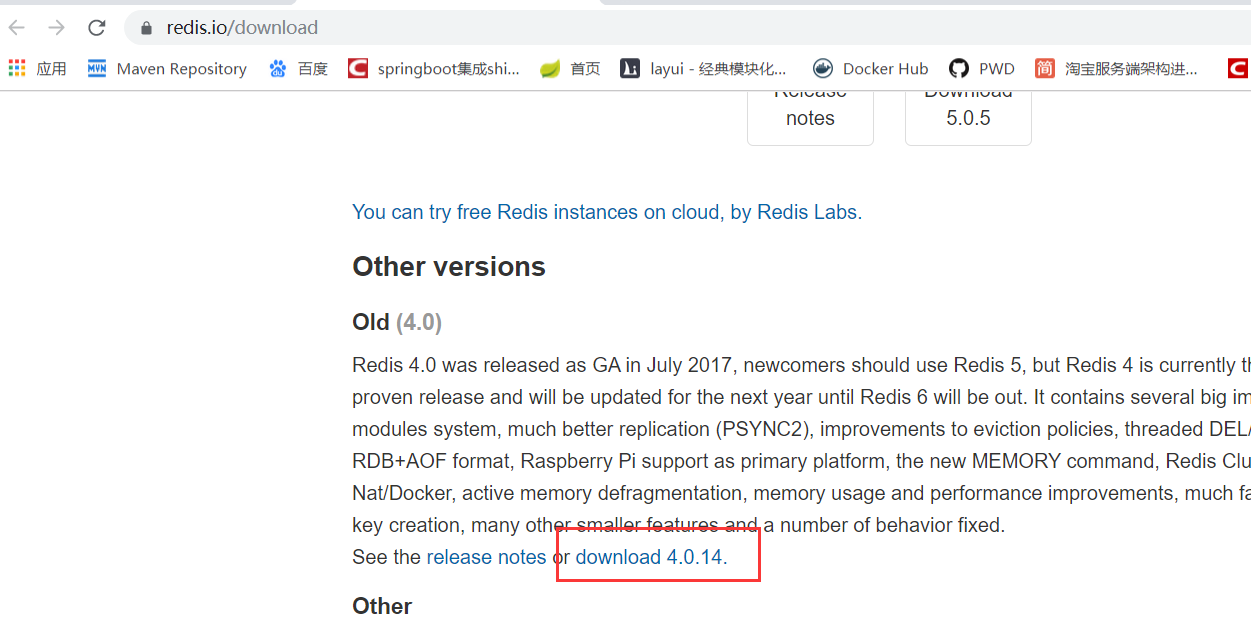 redis.io/download
应用 Maven Repository 百度 springboot集成shi... 首页 layui - 经典模块化... Docker Hub PWD 淘宝服务端架构进...
Release Download
notes 5.0.5
You can try free Redis instances on cloud, by Redis Labs.
Other versions
Old (4.0)
Redis 4.0 was released as GA in July 2017, newcomers should use Redis 5, but Redis 4 is currently
proven release and will be updated for the next year until Redis 6 will be out. It contains several big
modules system, much better replication (PSYNC2), improvements to eviction policies, threaded
RDB+AOF format, Raspberry Pi support as primary platform, the new MEMORY command, Redis
Nat/Docker, active memory defragmentation, memory usage and performance improvements, much
key creation, many other smaller features and a number of behavior fixed.
See the release notes or download 4.0.14.
Other